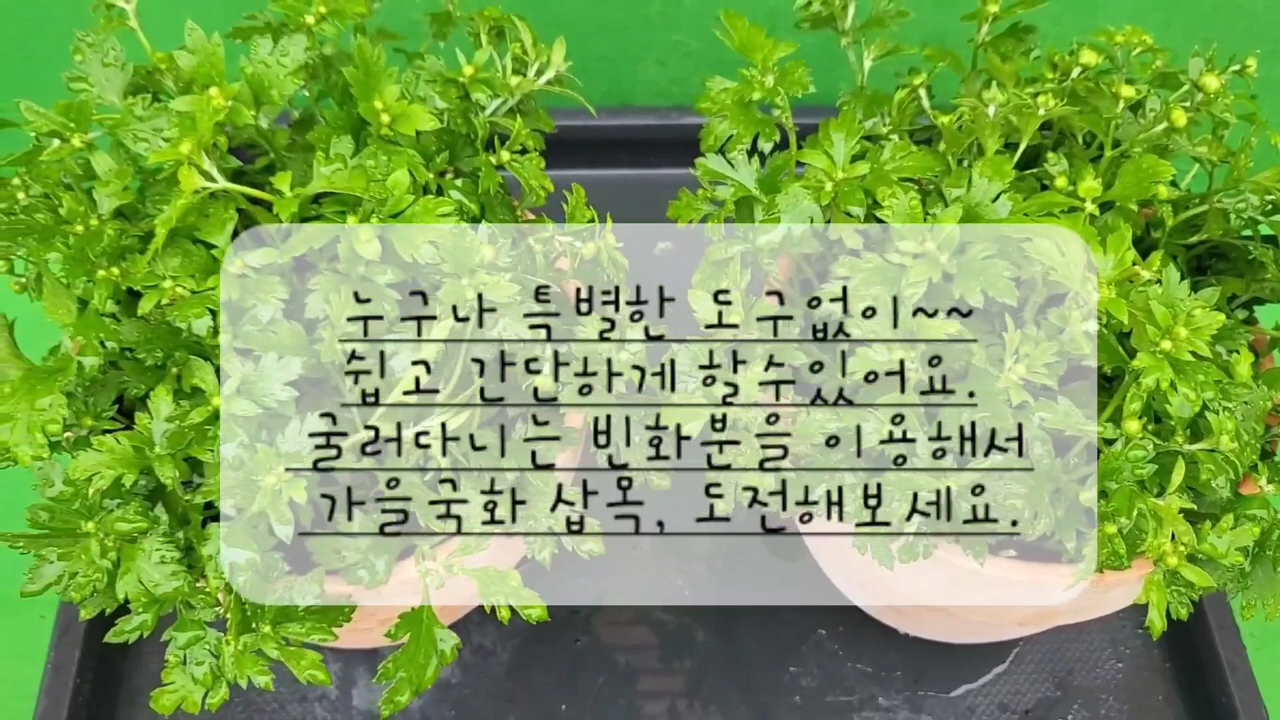 누구나 특별한 도구없이~~
쉽고 간단하게 할수있어요.
굴러다니는 빈화분을 이용해서
가을국화 삽목, 도전해보세요.